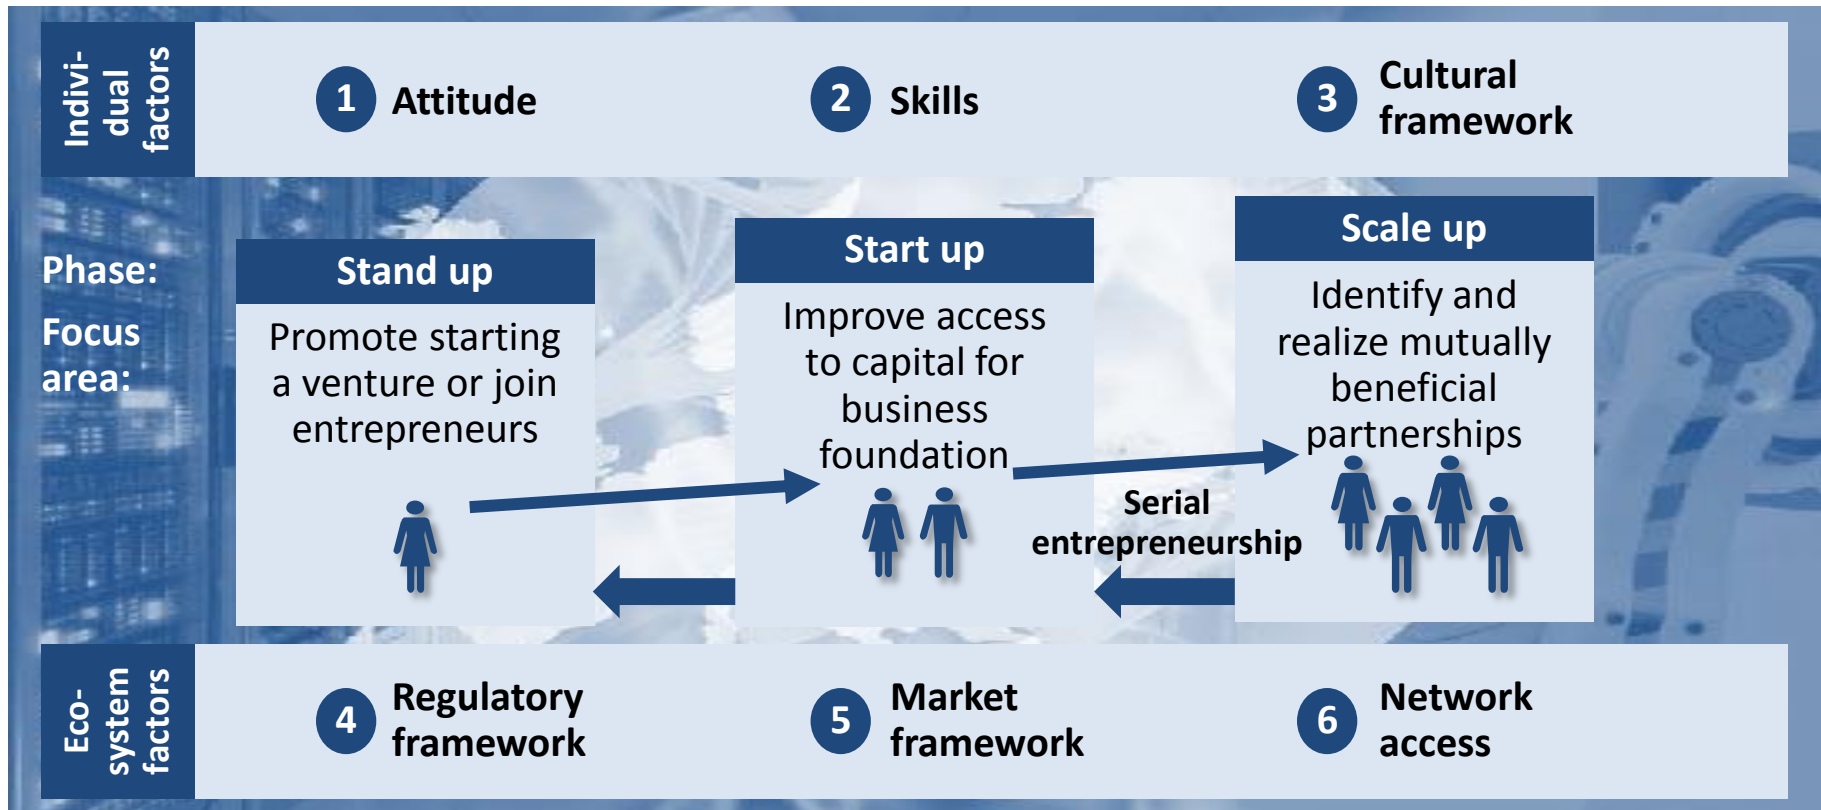 Indivi-
dual
factors
1 Attitude
2 Skills
3 Cultural
framework
Phase:
Focus
area:
Stand up
Promote starting
a venture or join
entrepreneurs
Start up
Improve access
to capital for
business
foundation
Scale up
Identify and
realize mutually
beneficial
partnerships
Serial
entrepreneurship
Eco-
system
factors
4 Regulatory
framework
5 Market
framework
6 Network
access